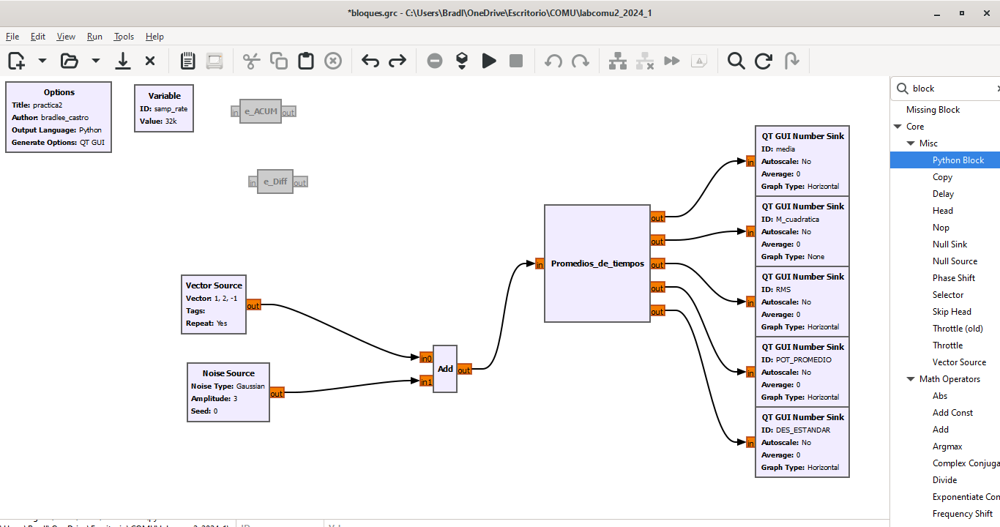 *bloques.grc - C:\Users\Bradl\OneDrive\Escritorio\COMU\labcomu2_2024_1
File Edit View Run Tools Help
Options
Title: practica2
Author: bradlee_castro
Output Language: Python
Generate Options: QT GUI
Variable
ID: samp_rate
Value: 32k
in e_ACUM out
in e_Diff out
Vector Source
Vector: 1, 2, -1
Tags:
Repeat: Yes
out
Noise Source
Noise Type: Gaussian
Amplitude: 3
Seed: 0
out
in0
in1
Add
out
in
Promedios_de_tiempos
out
out
out
out
out
in
QT GUI Number Sink
ID: media
Autoscale: No
Average: 0
Graph Type: Horizontal
in
QT GUI Number Sink
ID: M_cuadratica
Autoscale: No
Average: 0
Graph Type: None
in
QT GUI Number Sink
ID: RMS
Autoscale: No
Average: 0
Graph Type: Horizontal
in
QT GUI Number Sink
ID: POT_PROMEDIO
Autoscale: No
Average: 0
Graph Type: Horizontal
in
QT GUI Number Sink
ID: DES_ESTANDAR
Autoscale: No
Average: 0
Graph Type: Horizontal
block
Missing Block
Core
Misc
Python Block
Copy
Delay
Head
Nop
Null Sink
Null Source
Phase Shift
Selector
Skip Head
Throttle (old)
Throttle
Vector Source
Math Operators
Abs
Add Const
Add
Argmax
Complex Conjuga
Divide
Exponentiate Con
Frequency Shift